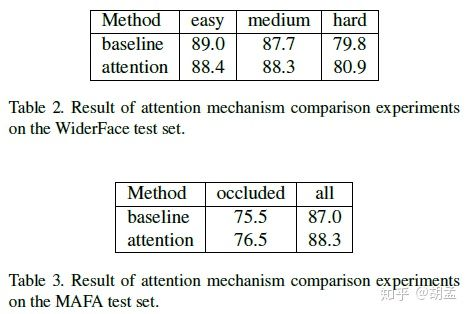 Method easy medium hard
baseline 89.0 87.7 79.8
attention 88.4 88.3 80.9
Table 2. Result of attention mechanism comparison experiments
on the WiderFace test set.
Method occluded all
baseline 75.5 87.0
attention 76.5 88.3
Table 3. Result of attention mechanism comparison experiments
on the MAFA test set.
知乎 @胡孟